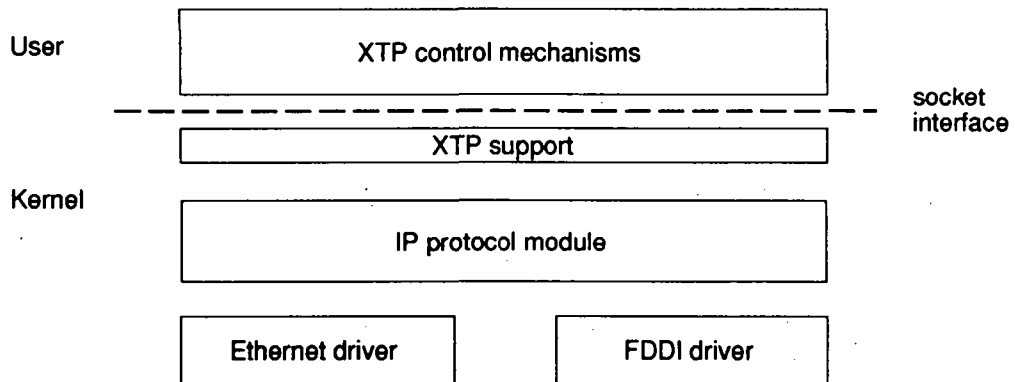 User
XTP control mechanisms
socket
interface
XTP support
Kernel
IP protocol module
Ethernet driver
FDDI driver